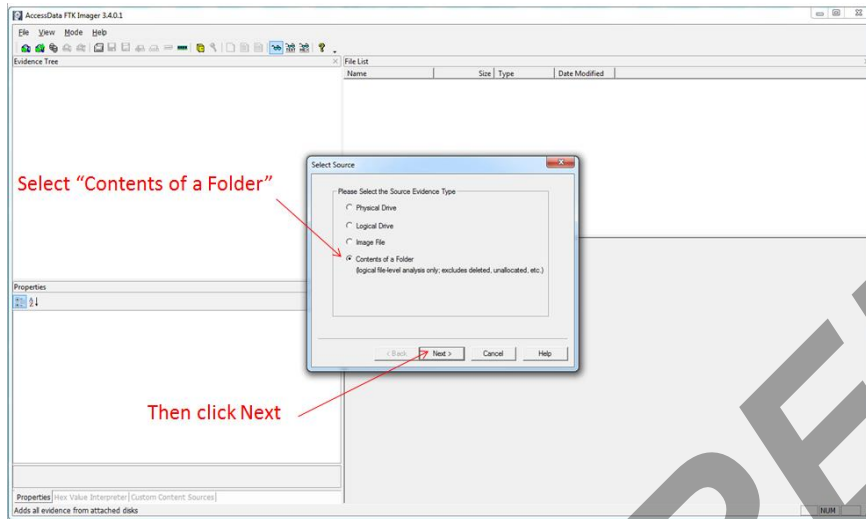 AccessData FTK Imager 3.4.0.1
File View Mode Help
Evidence Tree
File List
Name Size Type Date Modified
Select Source
Please Select the Source Evidence Type
Physical Drive
Logical Drive
Image File
Contents of a Folder
(logical file-level analysis only; excludes deleted, unallocated, etc.)
< Back Next > Cancel Help
Select “Contents of a Folder”
Properties
Then click Next
Properties Hex Value Interpreter Custom Content Sources
Adds all evidence from attached disks
NUM